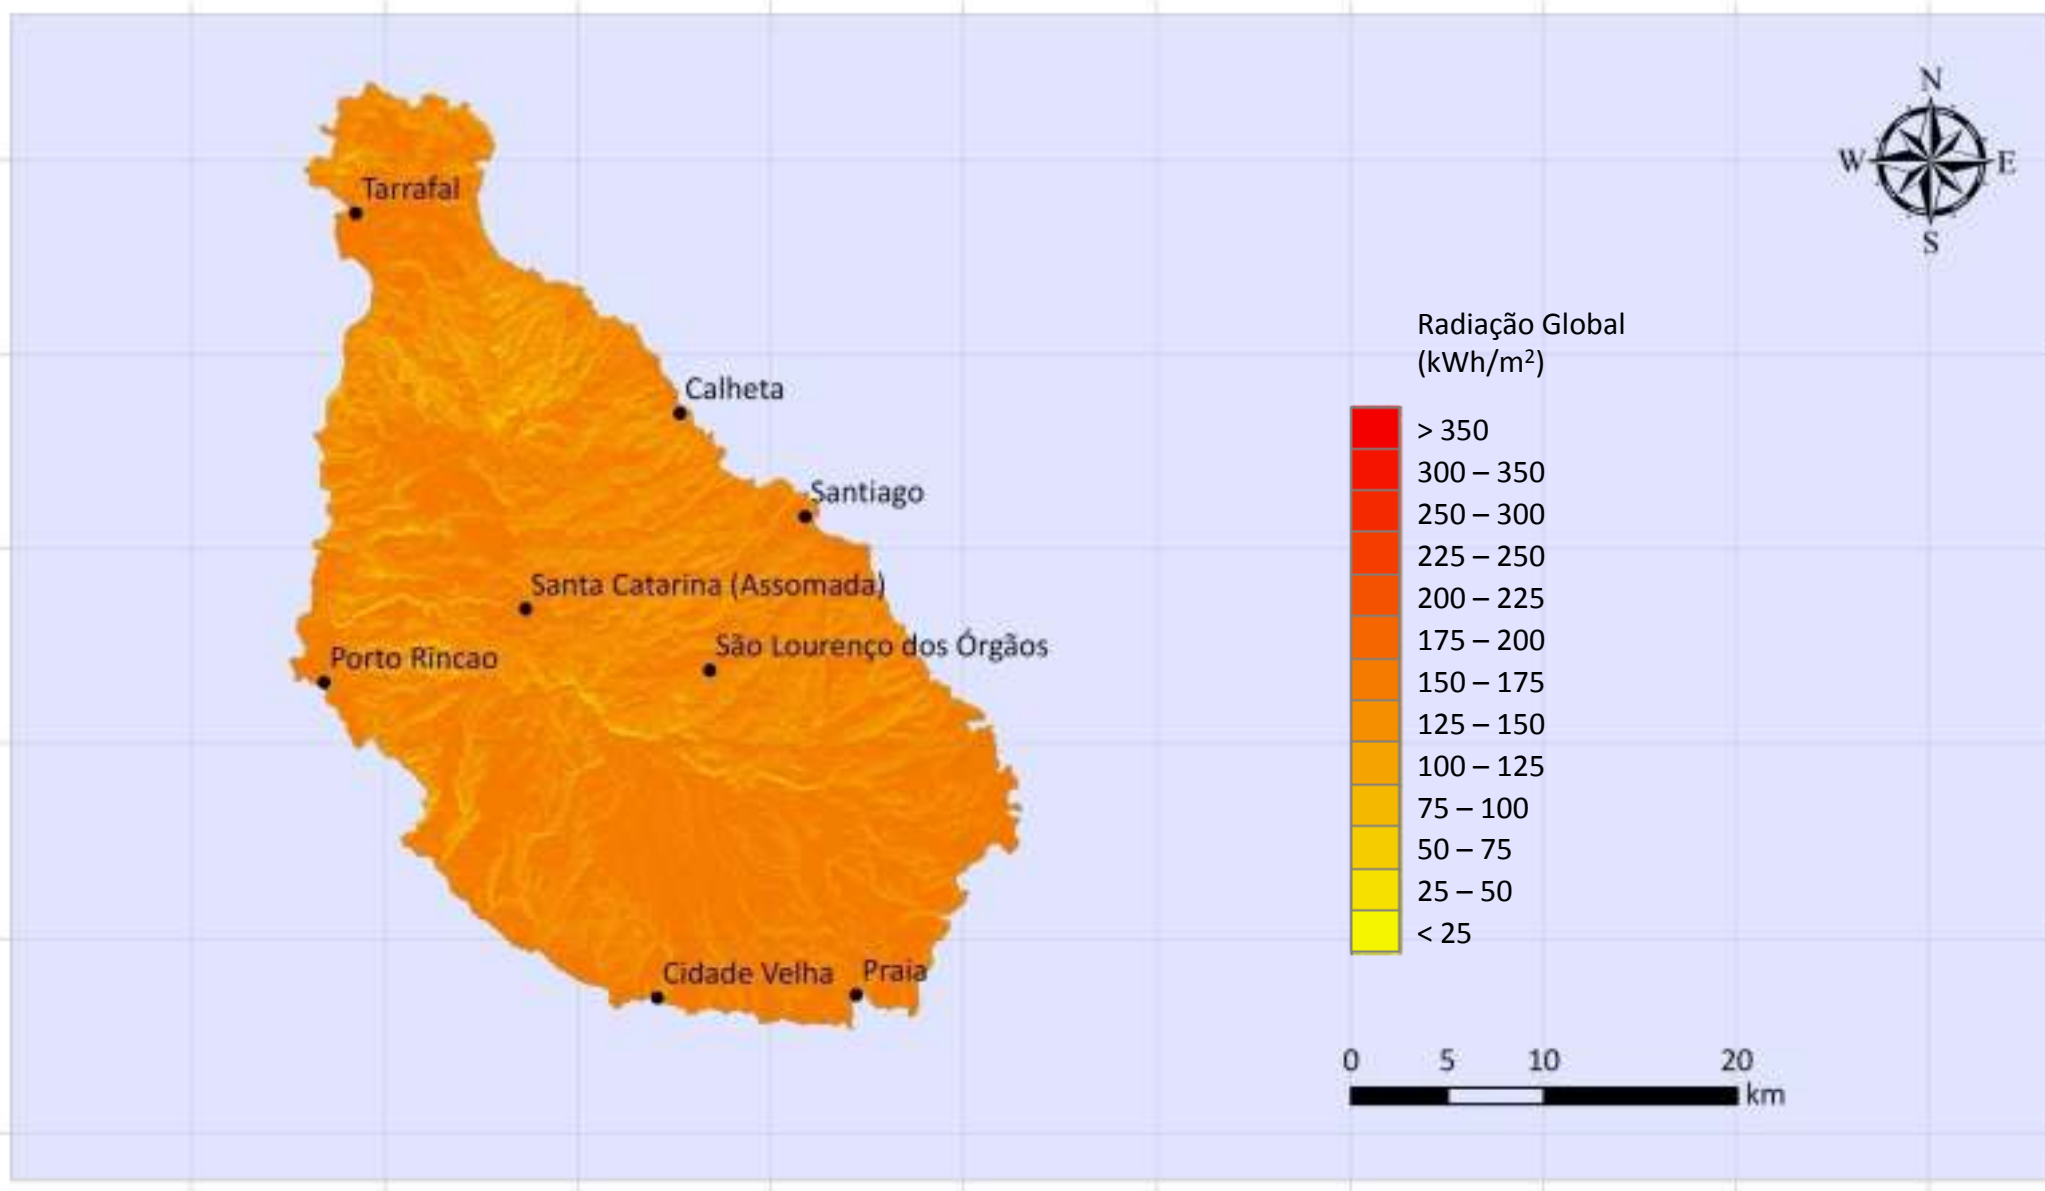 N
W E
S
Tarrafal
Calheta
Santiago
Santa Catarina (Assomada)
São Lourenço dos Órgãos
Porto Rincao
Cidade Velha
Praia
Radiação Global
(kWh/m²)
> 350
300 – 350
250 – 300
225 – 250
200 – 225
175 – 200
150 – 175
125 – 150
100 – 125
75 – 100
50 – 75
25 – 50
< 25
0 5 10 20
km